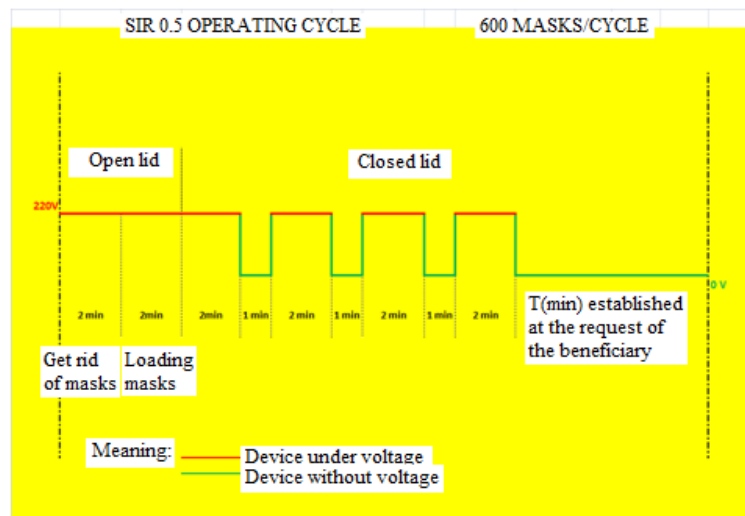 SIR 0.5 OPERATING CYCLE
600 MASKS/CYCLE
Open lid
Closed lid
220V
0 V
2 min
2min
2min
1 min
2 min
1 min
2 min
1 min
2 min
T(min) established
at the request of
the beneficiary
Get rid
of masks
Loading
masks
Meaning:
Device under voltage
Device without voltage